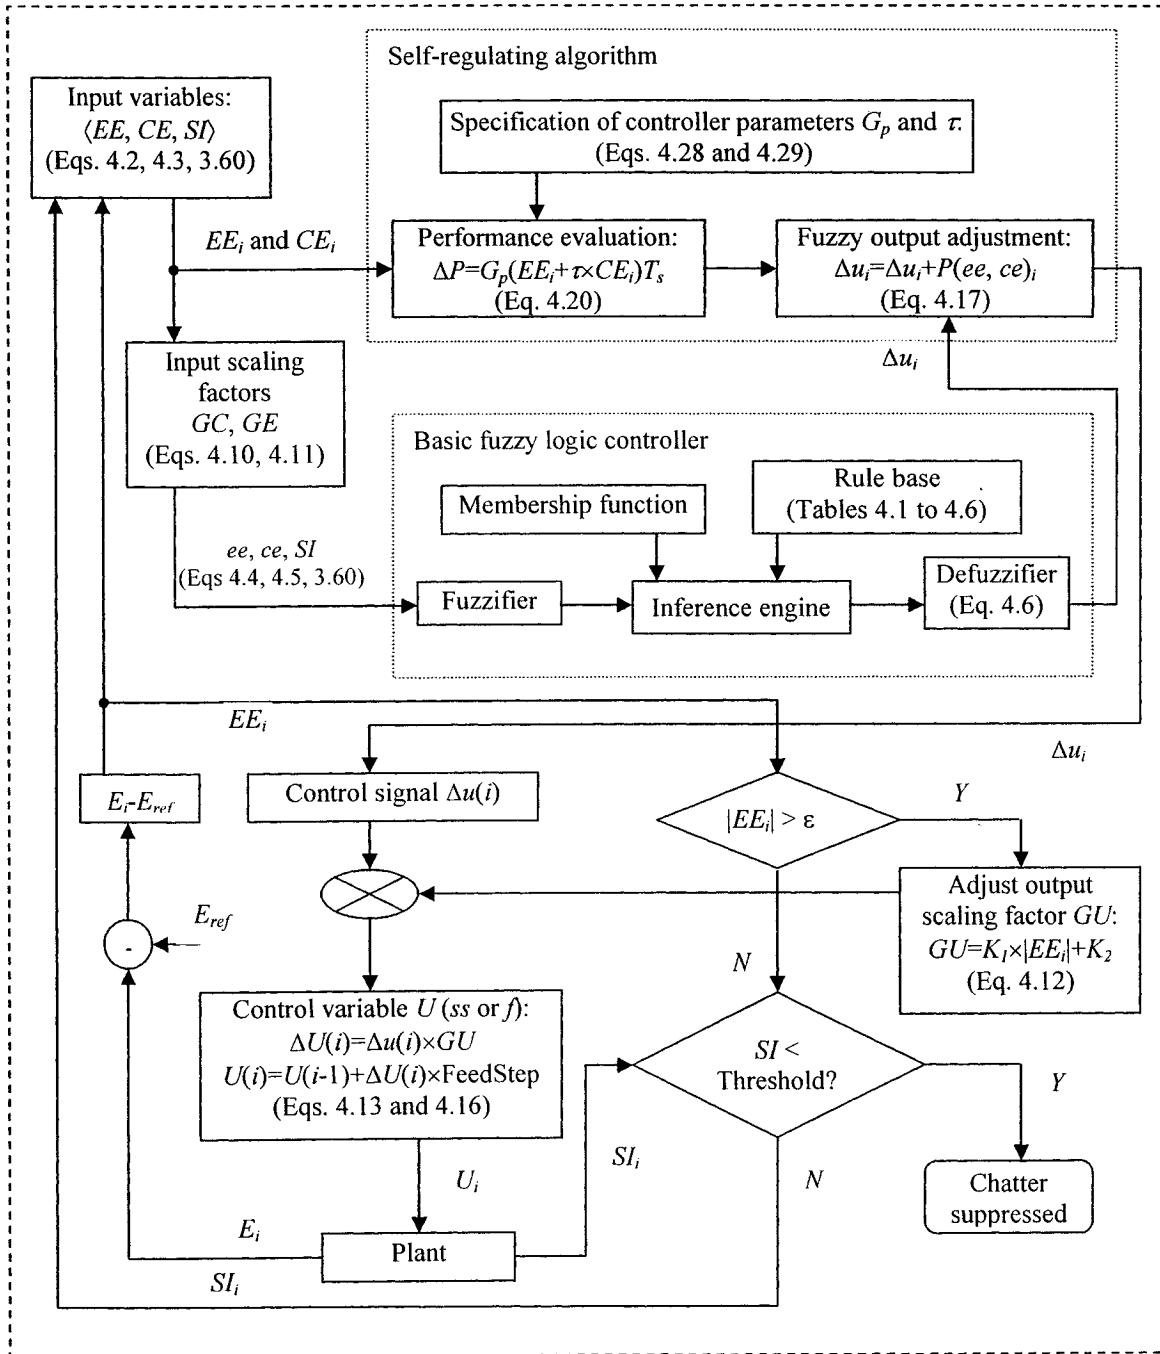 Self-regulating algorithm
Input variables:
⟨EE, CE, SI⟩
(Eqs. 4.2, 4.3, 3.60)
Specification of controller parameters Gₚ and τ.
(Eqs. 4.28 and 4.29)
EEᵢ and CEᵢ
Performance evaluation:
ΔP=Gₚ(EEᵢ+τ×CEᵢ)Tₛ
(Eq. 4.20)
Fuzzy output adjustment:
Δuᵢ=Δuᵢ+P(ee, ce)ᵢ
(Eq. 4.17)
Δuᵢ
Input scaling
factors
GC, GE
(Eqs. 4.10, 4.11)
Basic fuzzy logic controller
Membership function
Rule base
(Tables 4.1 to 4.6)
ee, ce, SI
(Eqs 4.4, 4.5, 3.60)
Fuzzifier
Inference engine
Defuzzifier
(Eq. 4.6)
EEᵢ
Δuᵢ
Eᵢ-E_ref
Control signal Δu(i)
|EEᵢ| > ε
Y
Adjust output
scaling factor GU:
GU=K₁×|EEᵢ|+K₂
(Eq. 4.12)
E_ref
-
N
Control variable U (ss or f):
ΔU(i)=Δu(i)×GU
U(i)=U(i-1)+ΔU(i)×FeedStep
(Eqs. 4.13 and 4.16)
SI <
Threshold?
Y
SIᵢ
N
Uᵢ
Chatter
suppressed
Eᵢ
Plant
SIᵢ